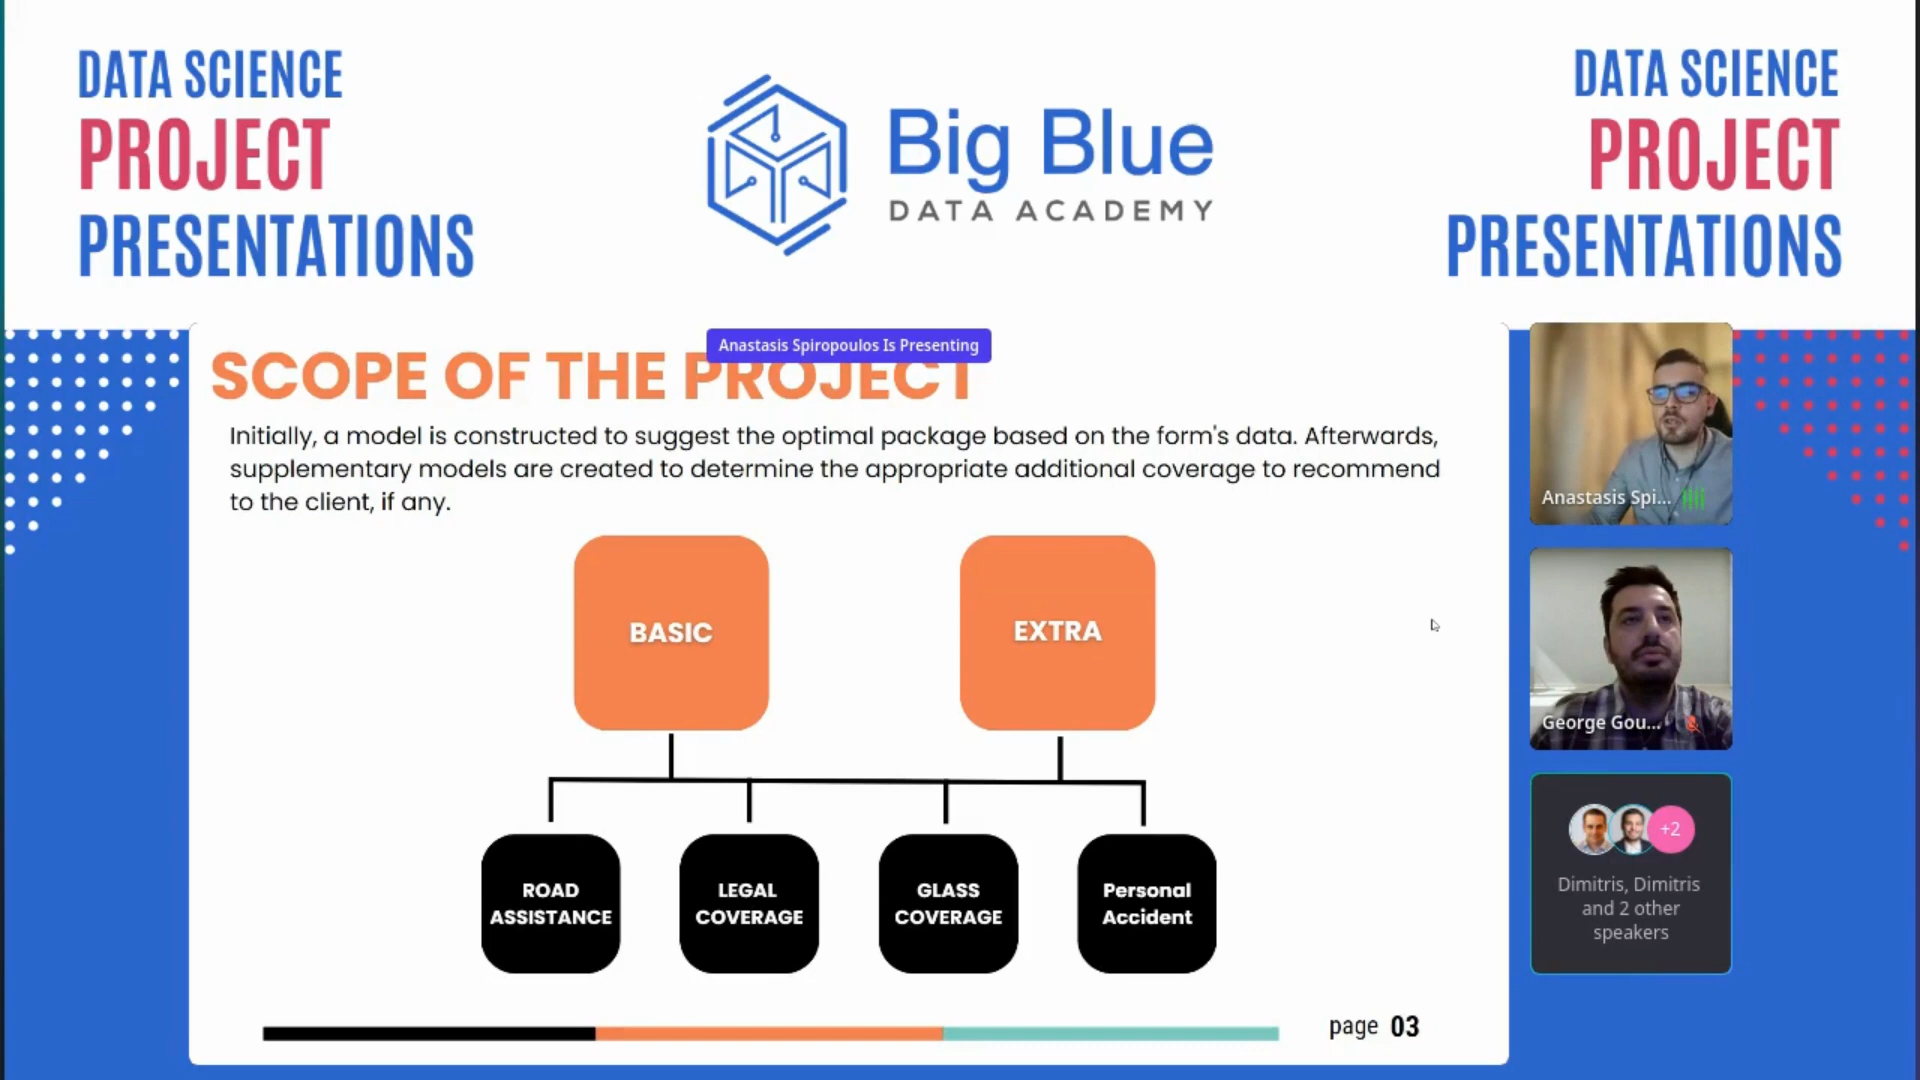 DATA SCIENCE
PROJECT
PRESENTATIONS
Big Blue
DATA ACADEMY
DATA SCIENCE
PROJECT
PRESENTATIONS
Anastasis Spiropoulos Is Presenting
SCOPE OF THE PROJECT
Initially, a model is constructed to suggest the optimal package based on the form's data. Afterwards,
supplementary models are created to determine the appropriate additional coverage to recommend
to the client, if any.
BASIC
EXTRA
ROAD
ASSISTANCE
LEGAL
COVERAGE
GLASS
COVERAGE
Personal
Accident
page 03
Anastasis Spi...
George Gou...
+2
Dimitris, Dimitris
and 2 other
speakers